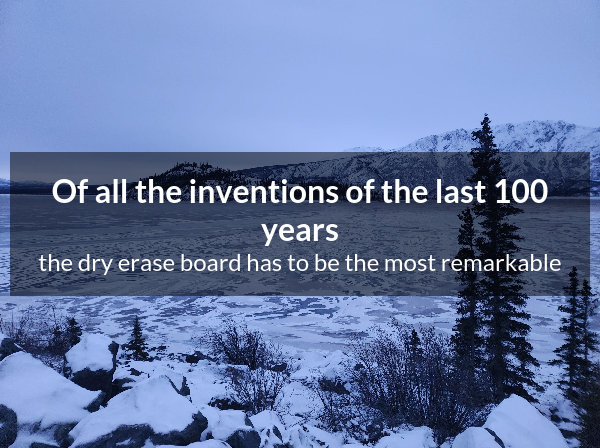 Of all the inventions of the last 100
years
the dry erase board has to be the most remarkable